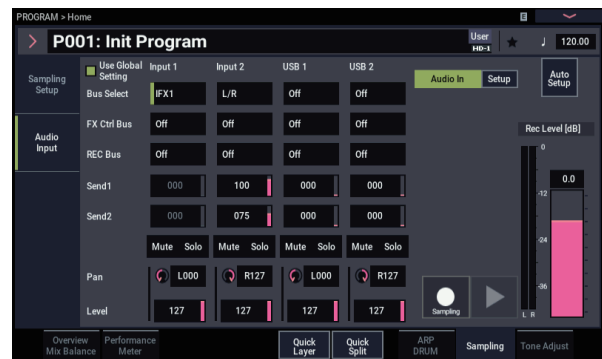 PROGRAM > Home
E
P001: Init Program
User
HD-1
♩ 120.00
Sampling Setup
Audio Input
Use Global Setting
Input 1 Input 2 USB 1 USB 2
Audio In Setup
Auto Setup
Bus Select IFX1 L/R Off Off
FX Ctrl Bus Off Off Off Off
REC Bus Off Off Off Off
Send1 000 100 000 000
Send2 000 075 000 000
Mute Solo Mute Solo Mute Solo Mute Solo
Pan L000 R127 L000 R127
Level 127 127 127 127
Rec Level [dB]
0
0.0
-12
-24
-36
L R
Sampling
Overview Mix Balance
Performance Meter
Quick Layer
Quick Split
ARP DRUM
Sampling
Tone Adjust